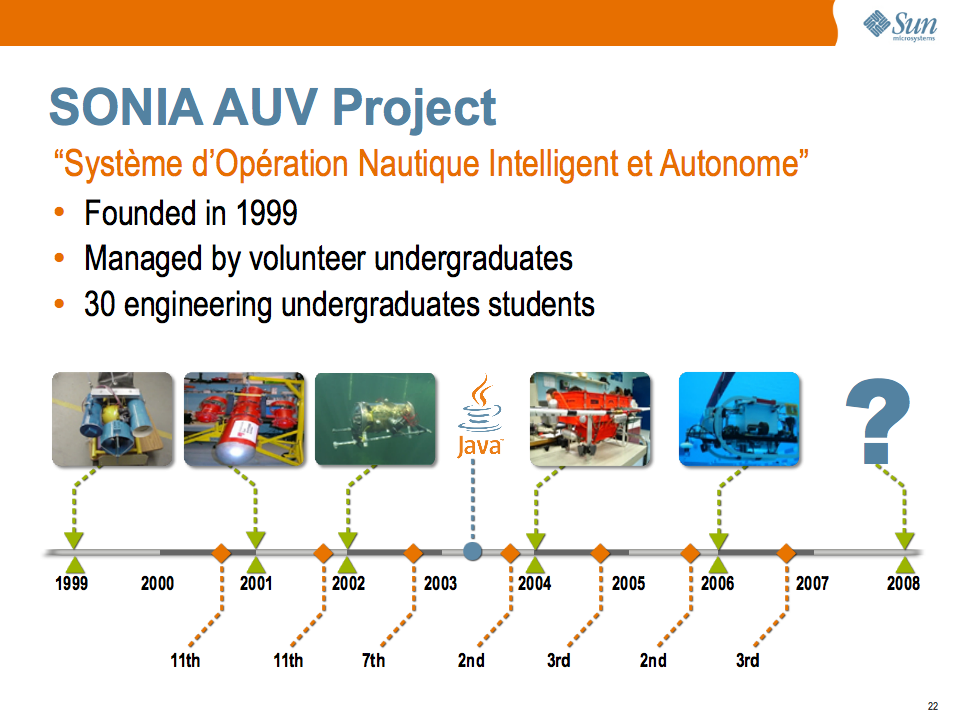 Sun
microsystems
SONIA AUV Project
“Système d’Opération Nautique Intelligent et Autonome”
• Founded in 1999
• Managed by volunteer undergraduates
• 30 engineering undergraduates students
?
Java™
1999 2000 2001 2002 2003 2004 2005 2006 2007 2008
11th 11th 7th 2nd 3rd 2nd 3rd
22